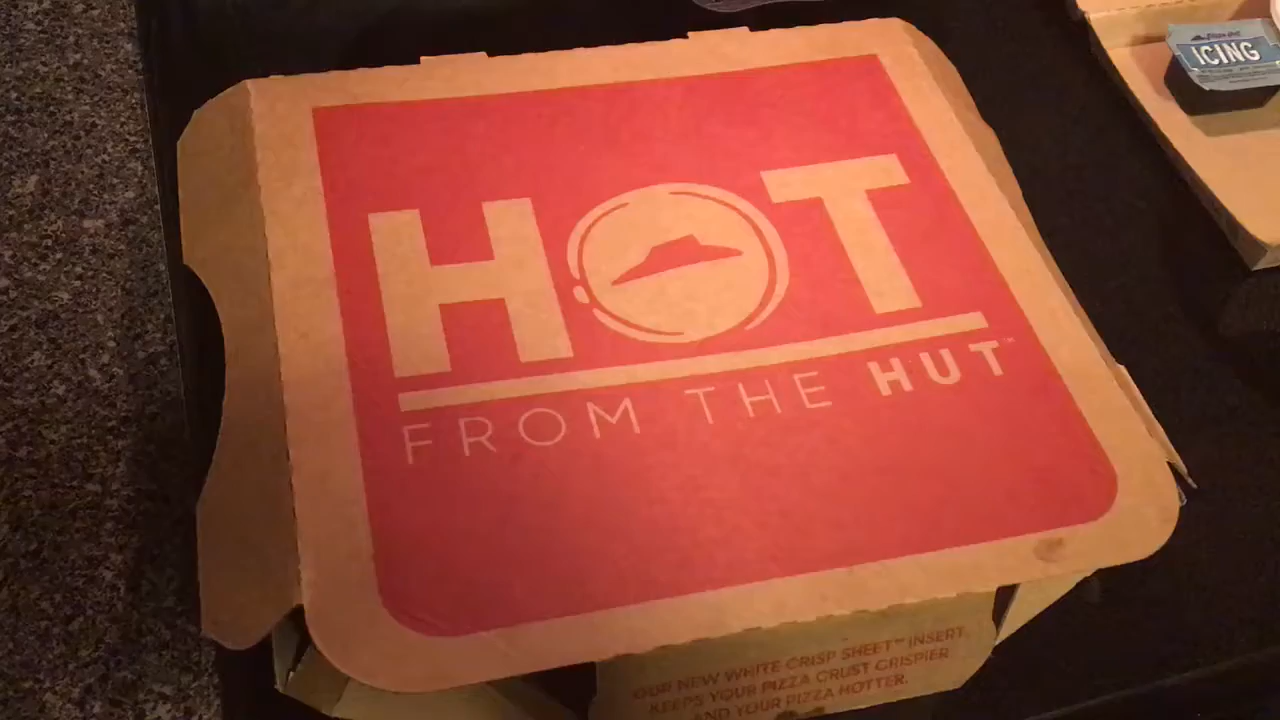 ICING
HOT
FROM THE HUT™
OUR NEW WHITE CRISP SHEET™ INSERT,
KEEPS YOUR PIZZA CRUST CRISPIER
AND YOUR PIZZA HOTTER.